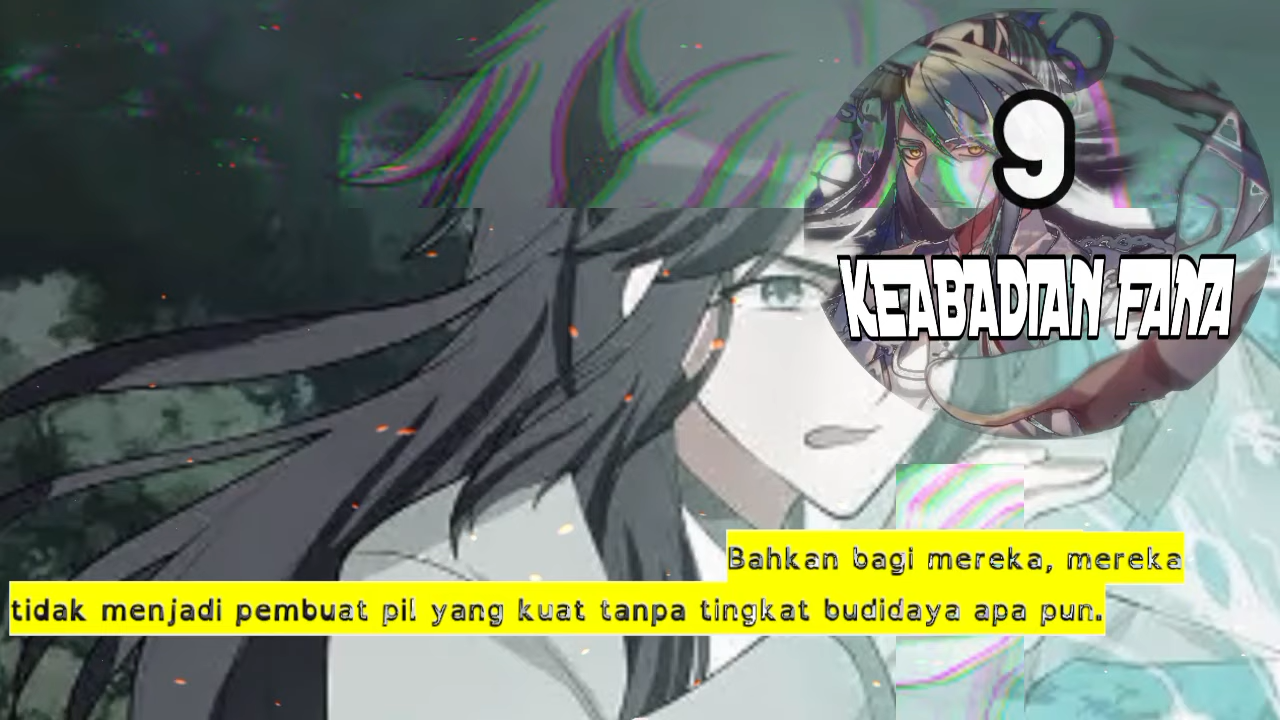 9
KEABADIAN FANA
Bahkan bagi mereka, mereka
tidak menjadi pembuat pil yang kuat tanpa tingkat budidaya apa pun.